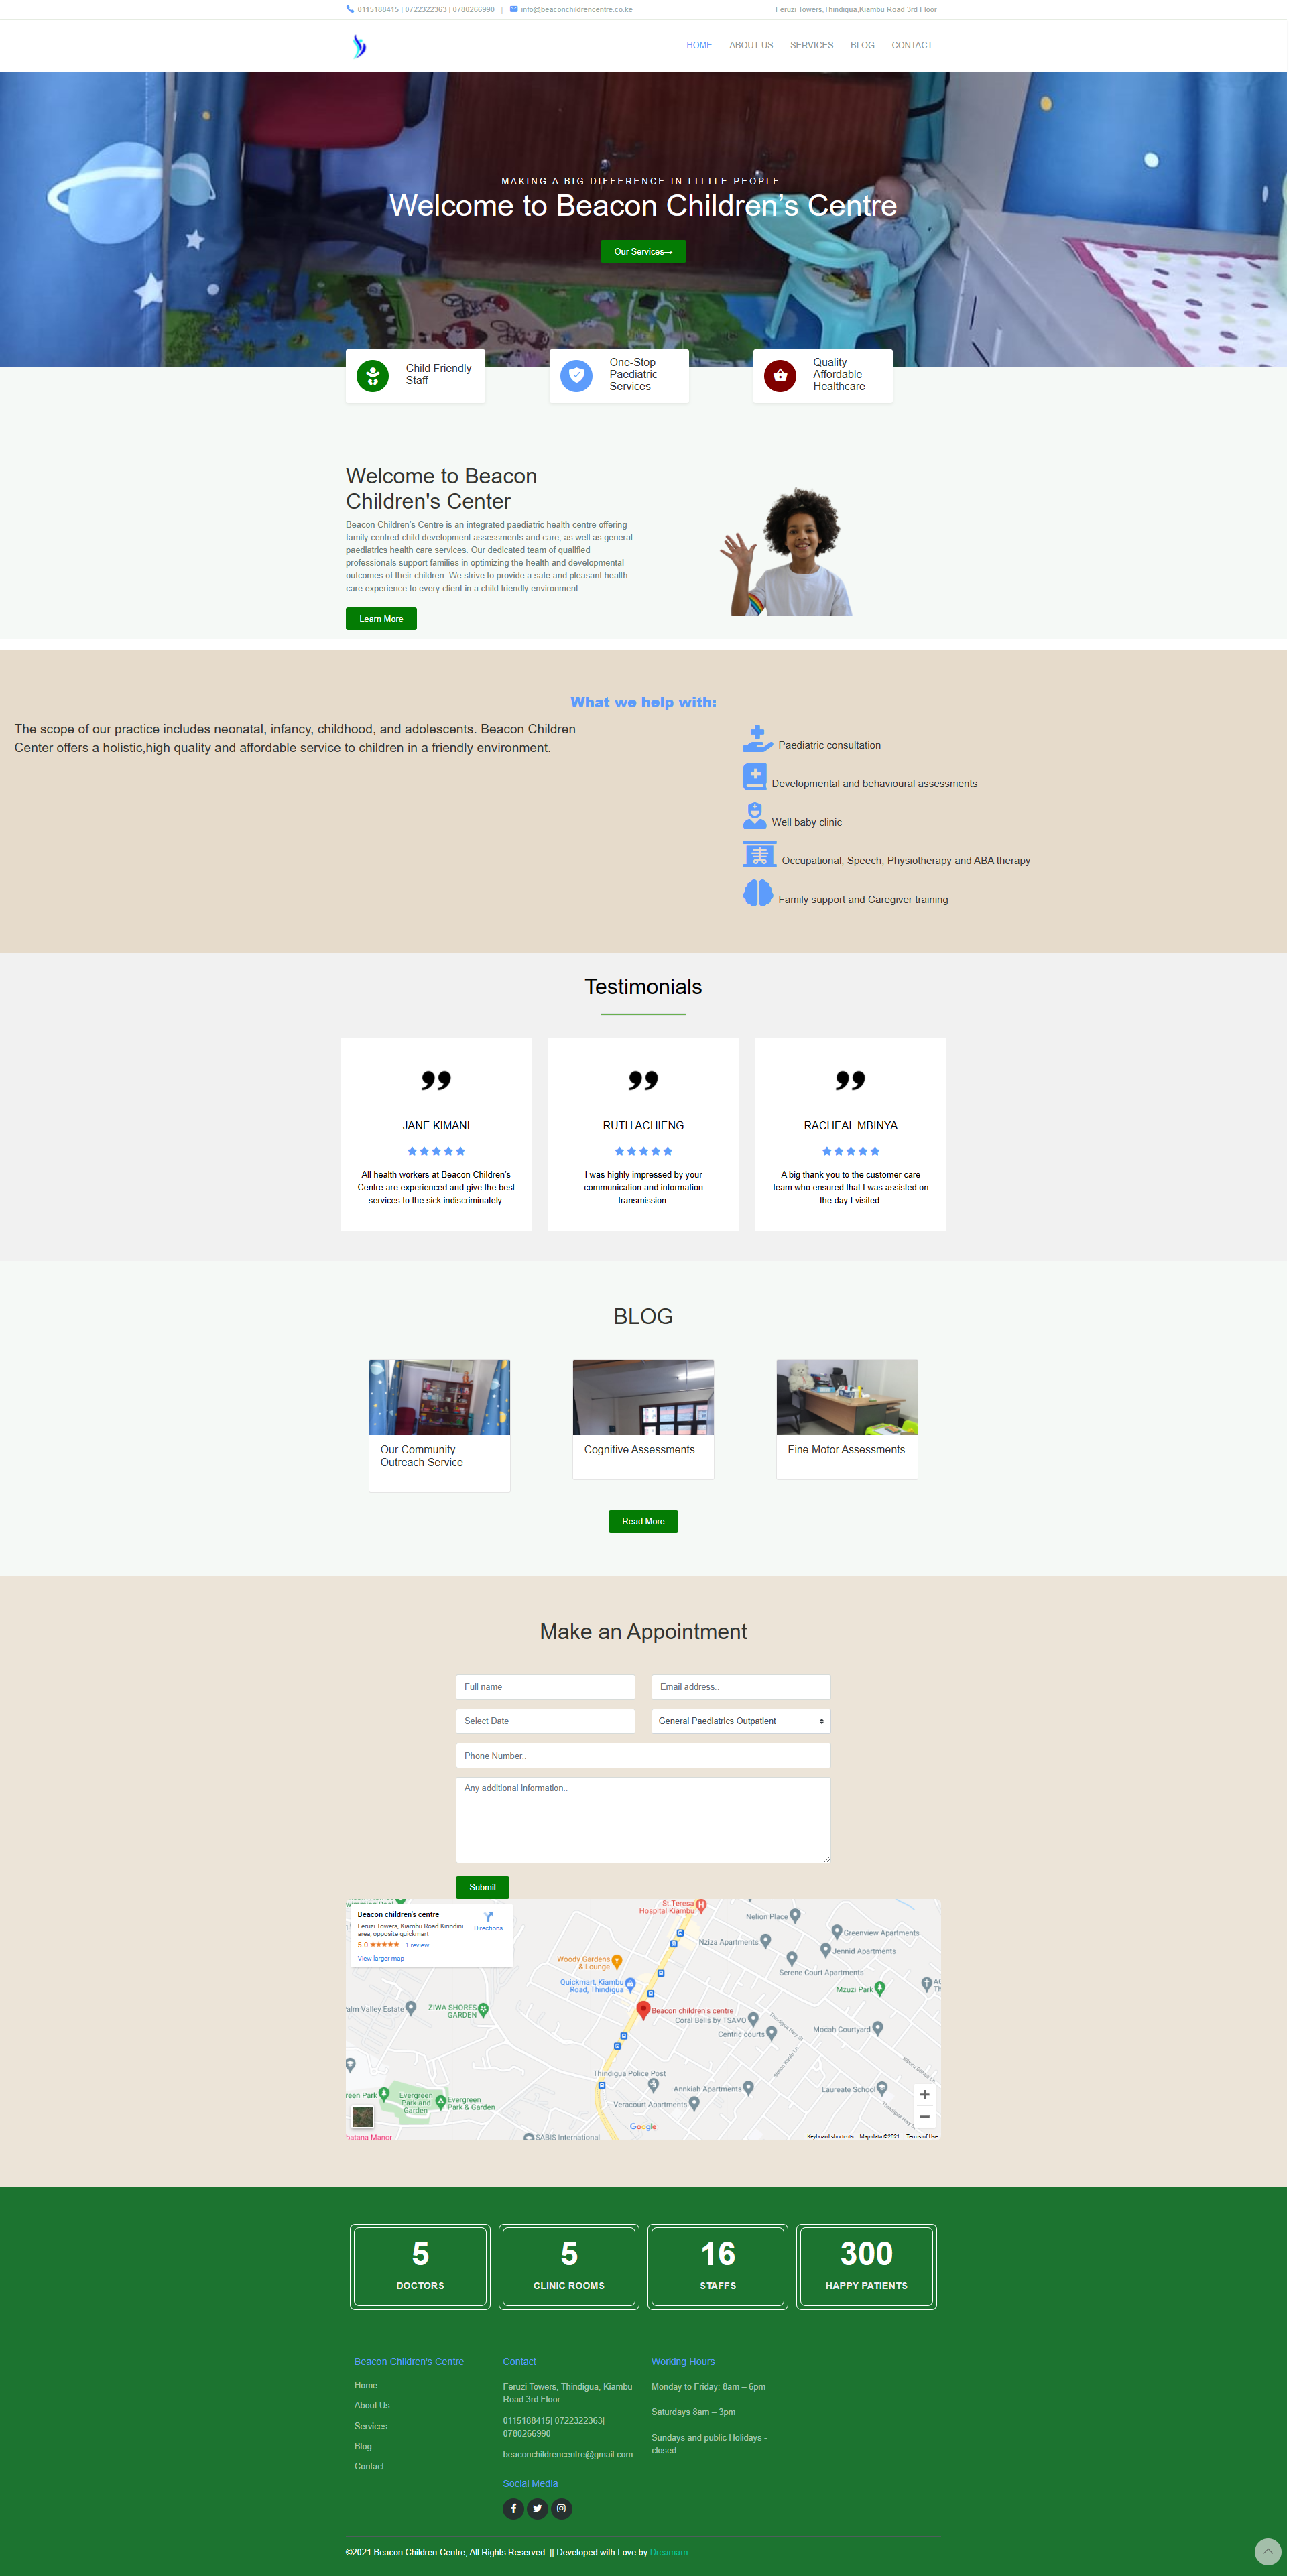 0115188415 | 0722322363 | 0780266990 | info@beaconchildrencentre.co.ke
Feruzi Towers,Thindigua,Kiambu Road 3rd Floor
HOME ABOUT US SERVICES BLOG CONTACT
MAKING A BIG DIFFERENCE IN LITTLE PEOPLE.
Welcome to Beacon Children’s Centre
Our Services→
Child Friendly
Staff
One-Stop
Paediatric
Services
Quality
Affordable
Healthcare
Welcome to Beacon
Children's Center
Beacon Children’s Centre is an integrated paediatric health centre offering
family centred child development assessments and care, as well as general
paediatrics health care services. Our dedicated team of qualified
professionals support families in optimizing the health and developmental
outcomes of their children. We strive to provide a safe and pleasant health
care experience to every client in a child friendly environment.
Learn More
What we help with:
The scope of our practice includes neonatal, infancy, childhood, and adolescents. Beacon Children
Center offers a holistic,high quality and affordable service to children in a friendly environment.
Paediatric consultation
Developmental and behavioural assessments
Well baby clinic
Occupational, Speech, Physiotherapy and ABA therapy
Family support and Caregiver training
Testimonials
JANE KIMANI
All health workers at Beacon Children’s
Centre are experienced and give the best
services to the sick indiscriminately.
RUTH ACHIENG
I was highly impressed by your
communication and information
transmission.
RACHEAL MBINYA
A big thank you to the customer care
team who ensured that I was assisted on
the day I visited.
BLOG
Our Community
Outreach Service
Cognitive Assessments
Fine Motor Assessments
Read More
Make an Appointment
Full name
Email address..
Select Date
General Paediatrics Outpatient
Phone Number..
Any additional information..
Submit
Beacon children's centre
Feruzi Towers, Kiambu Road Kirindini
area, opposite quickmart
5.0 ★★★★★ 1 review
View larger map
Directions
St.Teresa
Hospital Kiambu
Nelion Place
Greenview Apartments
Nziza Apartments
Jennid Apartments
Woody Gardens
& Lounge
Serene Court Apartments
Quickmart, Kiambu
Road, Thindigua
Mzuzi Park
ZIWA SHORES
GARDEN
Beacon children's centre
Coral Bells by TSAVO
Centric courts
Mocah Courtyard
Thindigua Police Post
Annkiah Apartments
Laureate School
Evergreen
Park and
Garden
Evergreen
Park & Garden
Veracourt Apartments
Google
SABIS International
Keyboard shortcuts Map data ©2021 Terms of Use
5
DOCTORS
5
CLINIC ROOMS
16
STAFFS
300
HAPPY PATIENTS
Beacon Children's Centre
Home
About Us
Services
Blog
Contact
Contact
Feruzi Towers, Thindigua, Kiambu
Road 3rd Floor
0115188415| 0722322363|
0780266990
beaconchildrencentre@gmail.com
Social Media
Working Hours
Monday to Friday: 8am – 6pm
Saturdays 8am – 3pm
Sundays and public Holidays -
closed
©2021 Beacon Children Centre, All Rights Reserved. || Developed with Love by Dreamarn